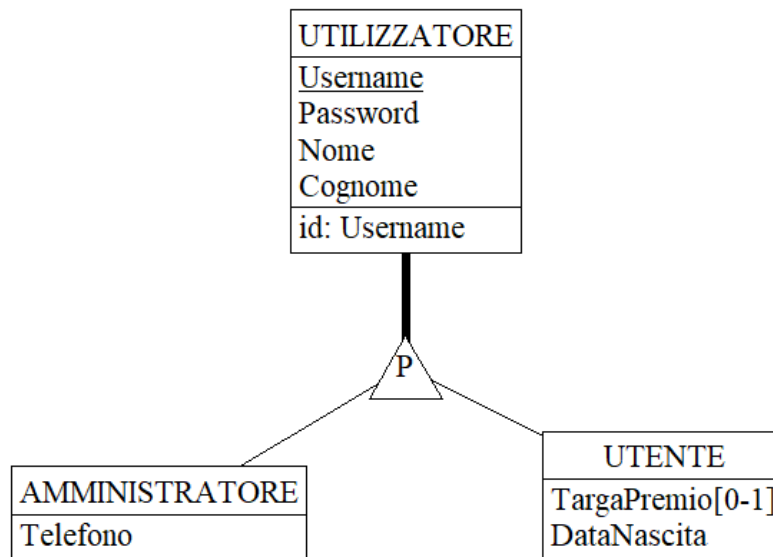 UTILIZZATORE
Username
Password
Nome
Cognome
id: Username
P
AMMINISTRATORE
Telefono
UTENTE
TargaPremio[0-1]
DataNascita